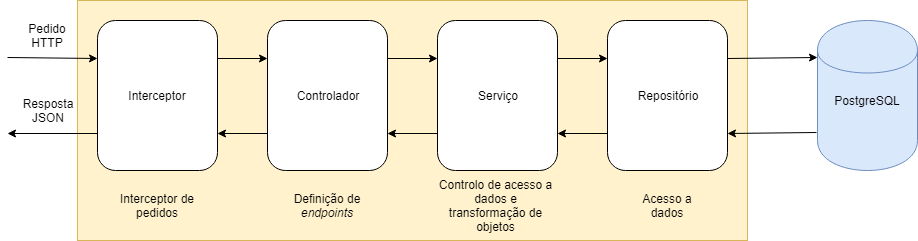 Pedido
HTTP
Resposta
JSON
Interceptor
Controlador
Serviço
Repositório
PostgreSQL
Interceptor de
pedidos
Definição de
endpoints
Controlo de acesso a
dados e
transformação de
objetos
Acesso a
dados